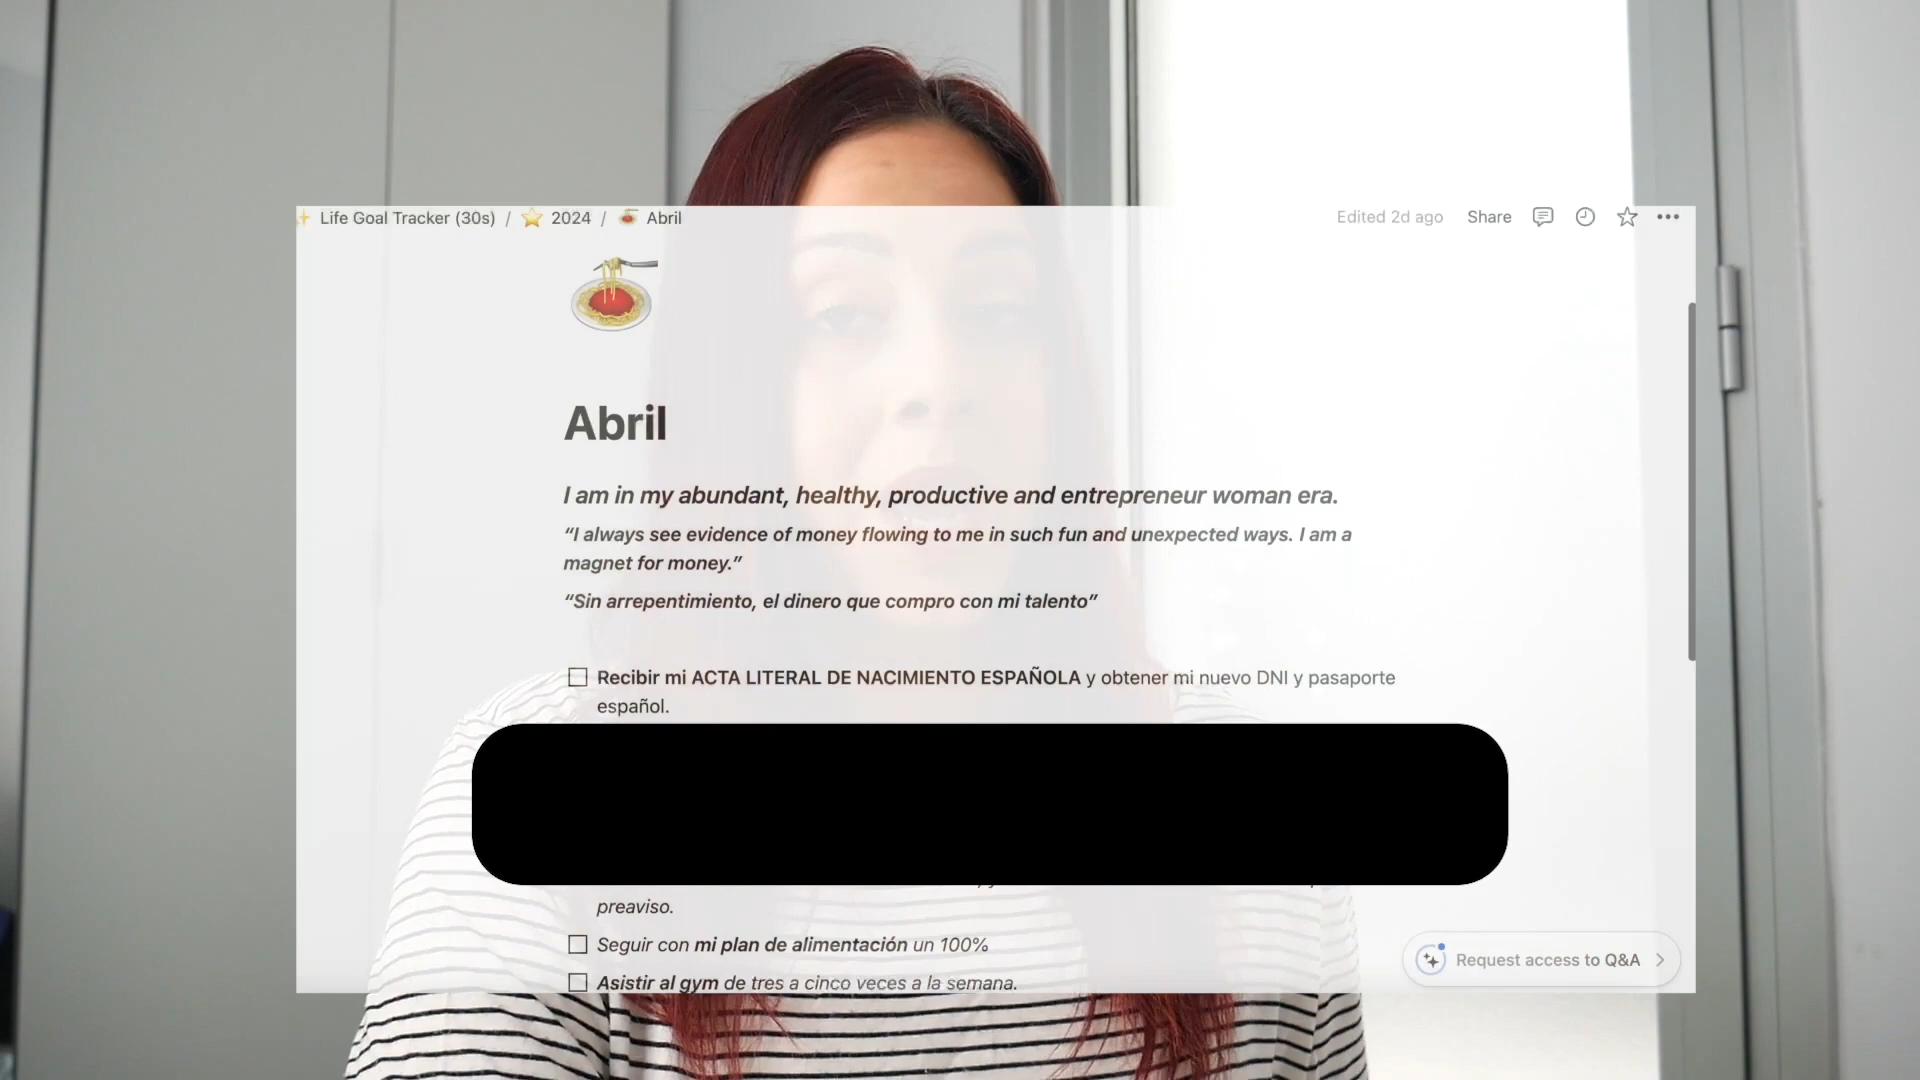 Life Goal Tracker (30s) / 2024 / Abril
Edited 2d ago Share
Abril
I am in my abundant, healthy, productive and entrepreneur woman era.
“I always see evidence of money flowing to me in such fun and unexpected ways. I am a
magnet for money.”
“Sin arrepentimiento, el dinero que compro con mi talento”
Recibir mi ACTA LITERAL DE NACIMIENTO ESPAÑOLA y obtener mi nuevo DNI y pasaporte
español.
preaviso.
Seguir con mi plan de alimentación un 100%
Asistir al gym de tres a cinco veces a la semana.
Request access to Q&A